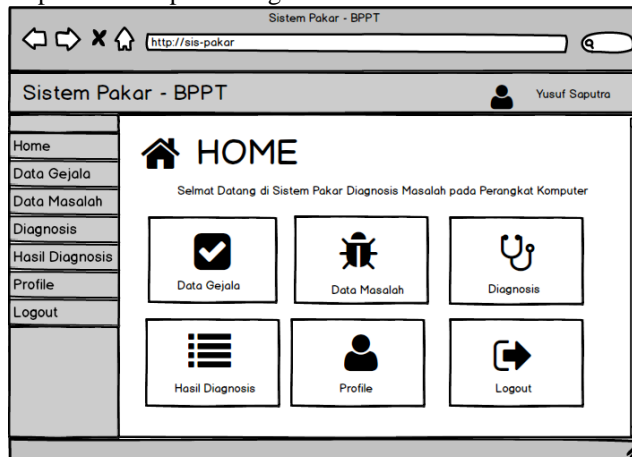 Sistem Pakar - BPPT
http://sis-pakar
Sistem Pakar - BPPT
Yusuf Saputra
Home
Data Gejala
Data Masalah
Diagnosis
Hasil Diagnosis
Profile
Logout
HOME
Selmat Datang di Sistem Pakar Diagnosis Masalah pada Perangkat Komputer
Data Gejala
Data Masalah
Diagnosis
Hasil Diagnosis
Profile
Logout